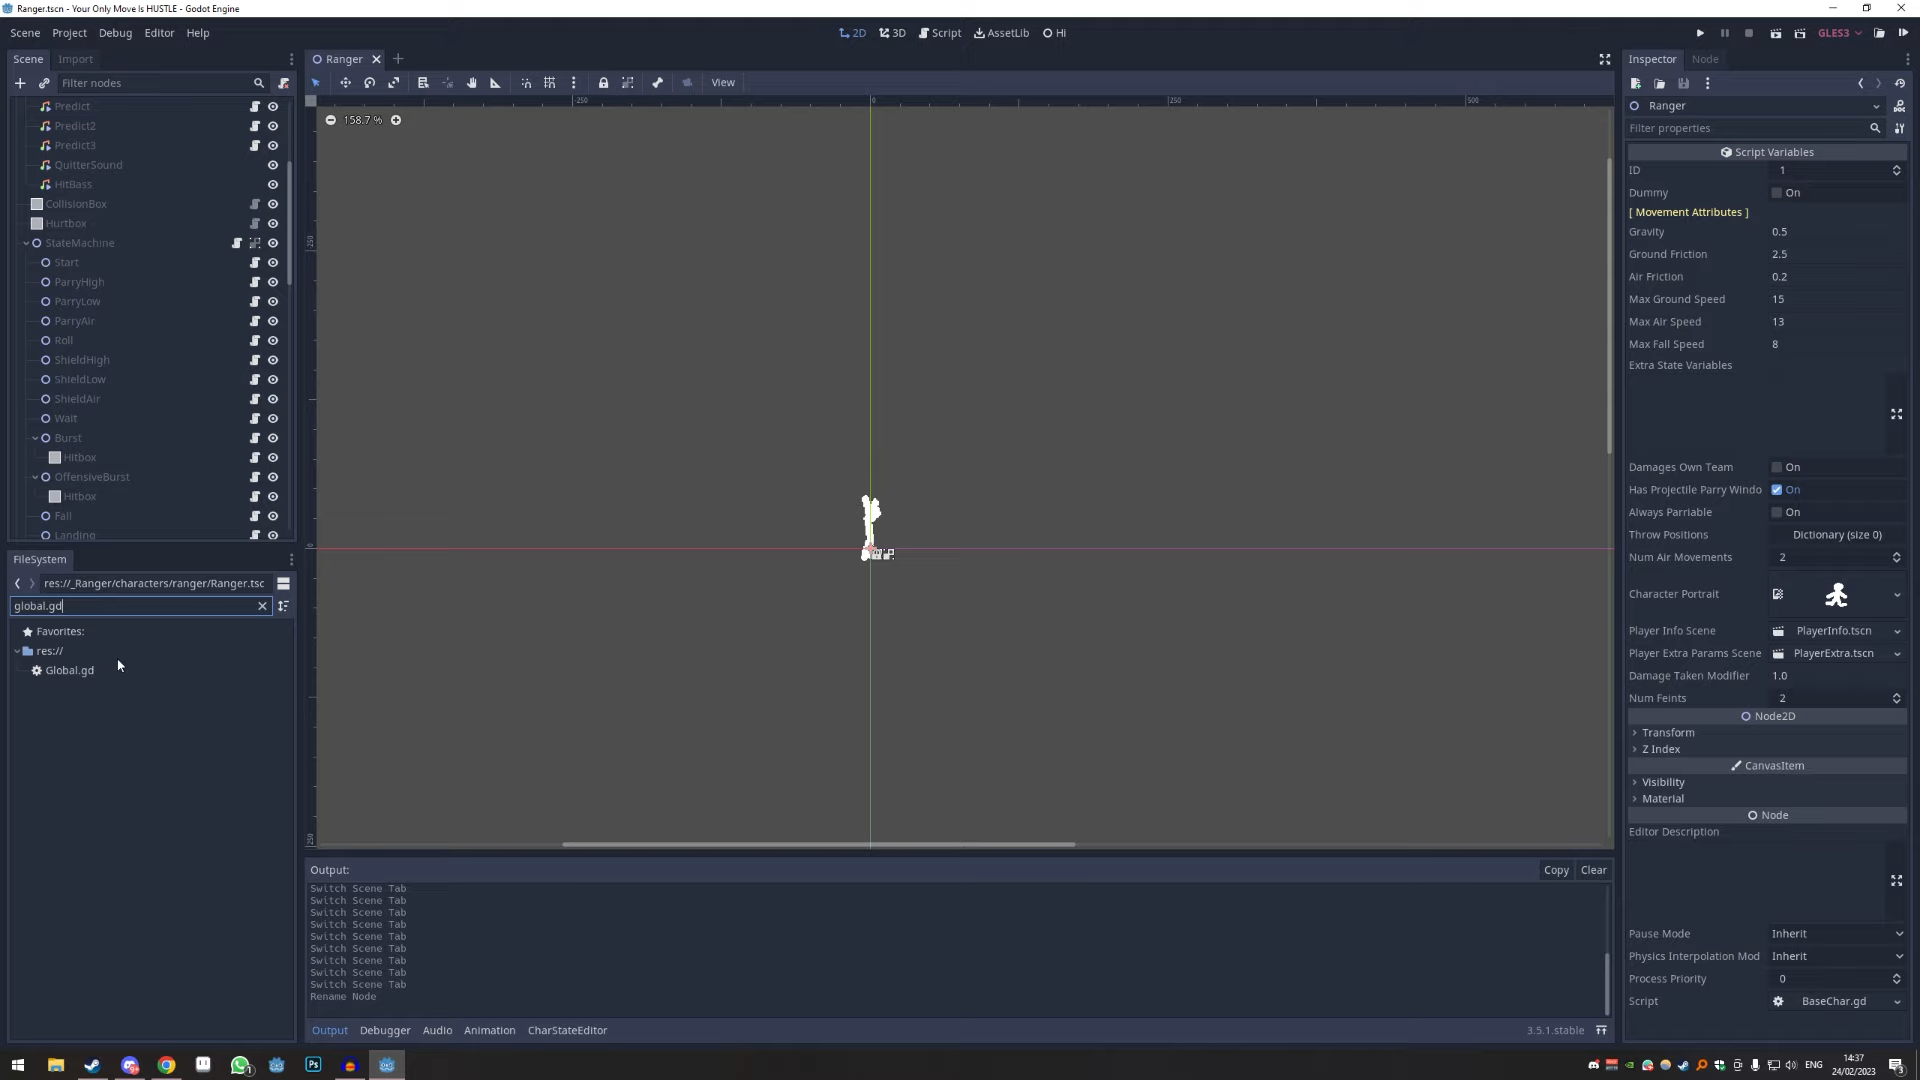 Ranger.tscn - Your Only Move Is HUSTLE - Godot Engine
Scene Project Debug Editor Help
2D 3D Script AssetLib Hi
GLES3
Scene Import
Filter nodes
Predict
Predict2
Predict3
QuitterSound
HitBass
CollisionBox
Hurtbox
StateMachine
Start
ParryHigh
ParryLow
ParryAir
Roll
ShieldHigh
ShieldLow
ShieldAir
Wait
Burst
Hitbox
OffensiveBurst
Hitbox
Fall
Landing
FileSystem
res://_Ranger/characters/ranger/Ranger.tsc
global.gd
Favorites:
res://
Global.gd
Ranger
View
-250 0 250 500
158.7 %
250
0
250
Output:
Copy Clear
Switch Scene Tab
Switch Scene Tab
Switch Scene Tab
Switch Scene Tab
Switch Scene Tab
Switch Scene Tab
Switch Scene Tab
Switch Scene Tab
Switch Scene Tab
Rename Node
Output Debugger Audio Animation CharStateEditor
3.5.1.stable
Inspector Node
Ranger
Filter properties
Script Variables
ID 1
Dummy On
[ Movement Attributes ]
Gravity 0.5
Ground Friction 2.5
Air Friction 0.2
Max Ground Speed 15
Max Air Speed 13
Max Fall Speed 8
Extra State Variables
Damages Own Team On
Has Projectile Parry Windo On
Always Parriable On
Throw Positions Dictionary (size 0)
Num Air Movements 2
Character Portrait
Player Info Scene PlayerInfo.tscn
Player Extra Params Scene PlayerExtra.tscn
Damage Taken Modifier 1.0
Num Feints 2
Node2D
Transform
Z Index
CanvasItem
Visibility
Material
Node
Editor Description
Pause Mode Inherit
Physics Interpolation Mod Inherit
Process Priority 0
Script BaseChar.gd
Ps
ENG
14:37
24/02/2023